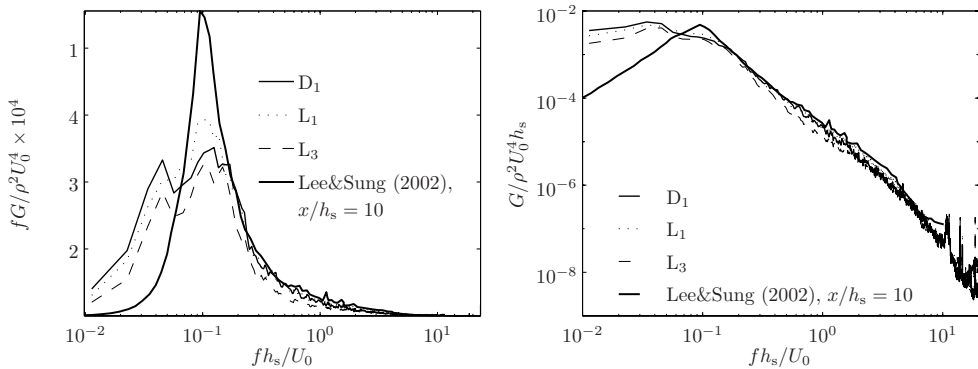 1
4
3
2
10⁻² 10⁻¹ 10⁰ 10¹
fhₛ/U₀
fG/ρ²U₀⁴ × 10⁴
D₁
L₁
L₃
Lee&Sung (2002),
x/hₛ = 10
10⁻²
10⁻⁴
10⁻⁶
10⁻⁸
10⁻² 10⁻¹ 10⁰ 10¹
fhₛ/U₀
G/ρ²U₀⁴hₛ
D₁
L₁
L₃
Lee&Sung (2002), x/hₛ = 10